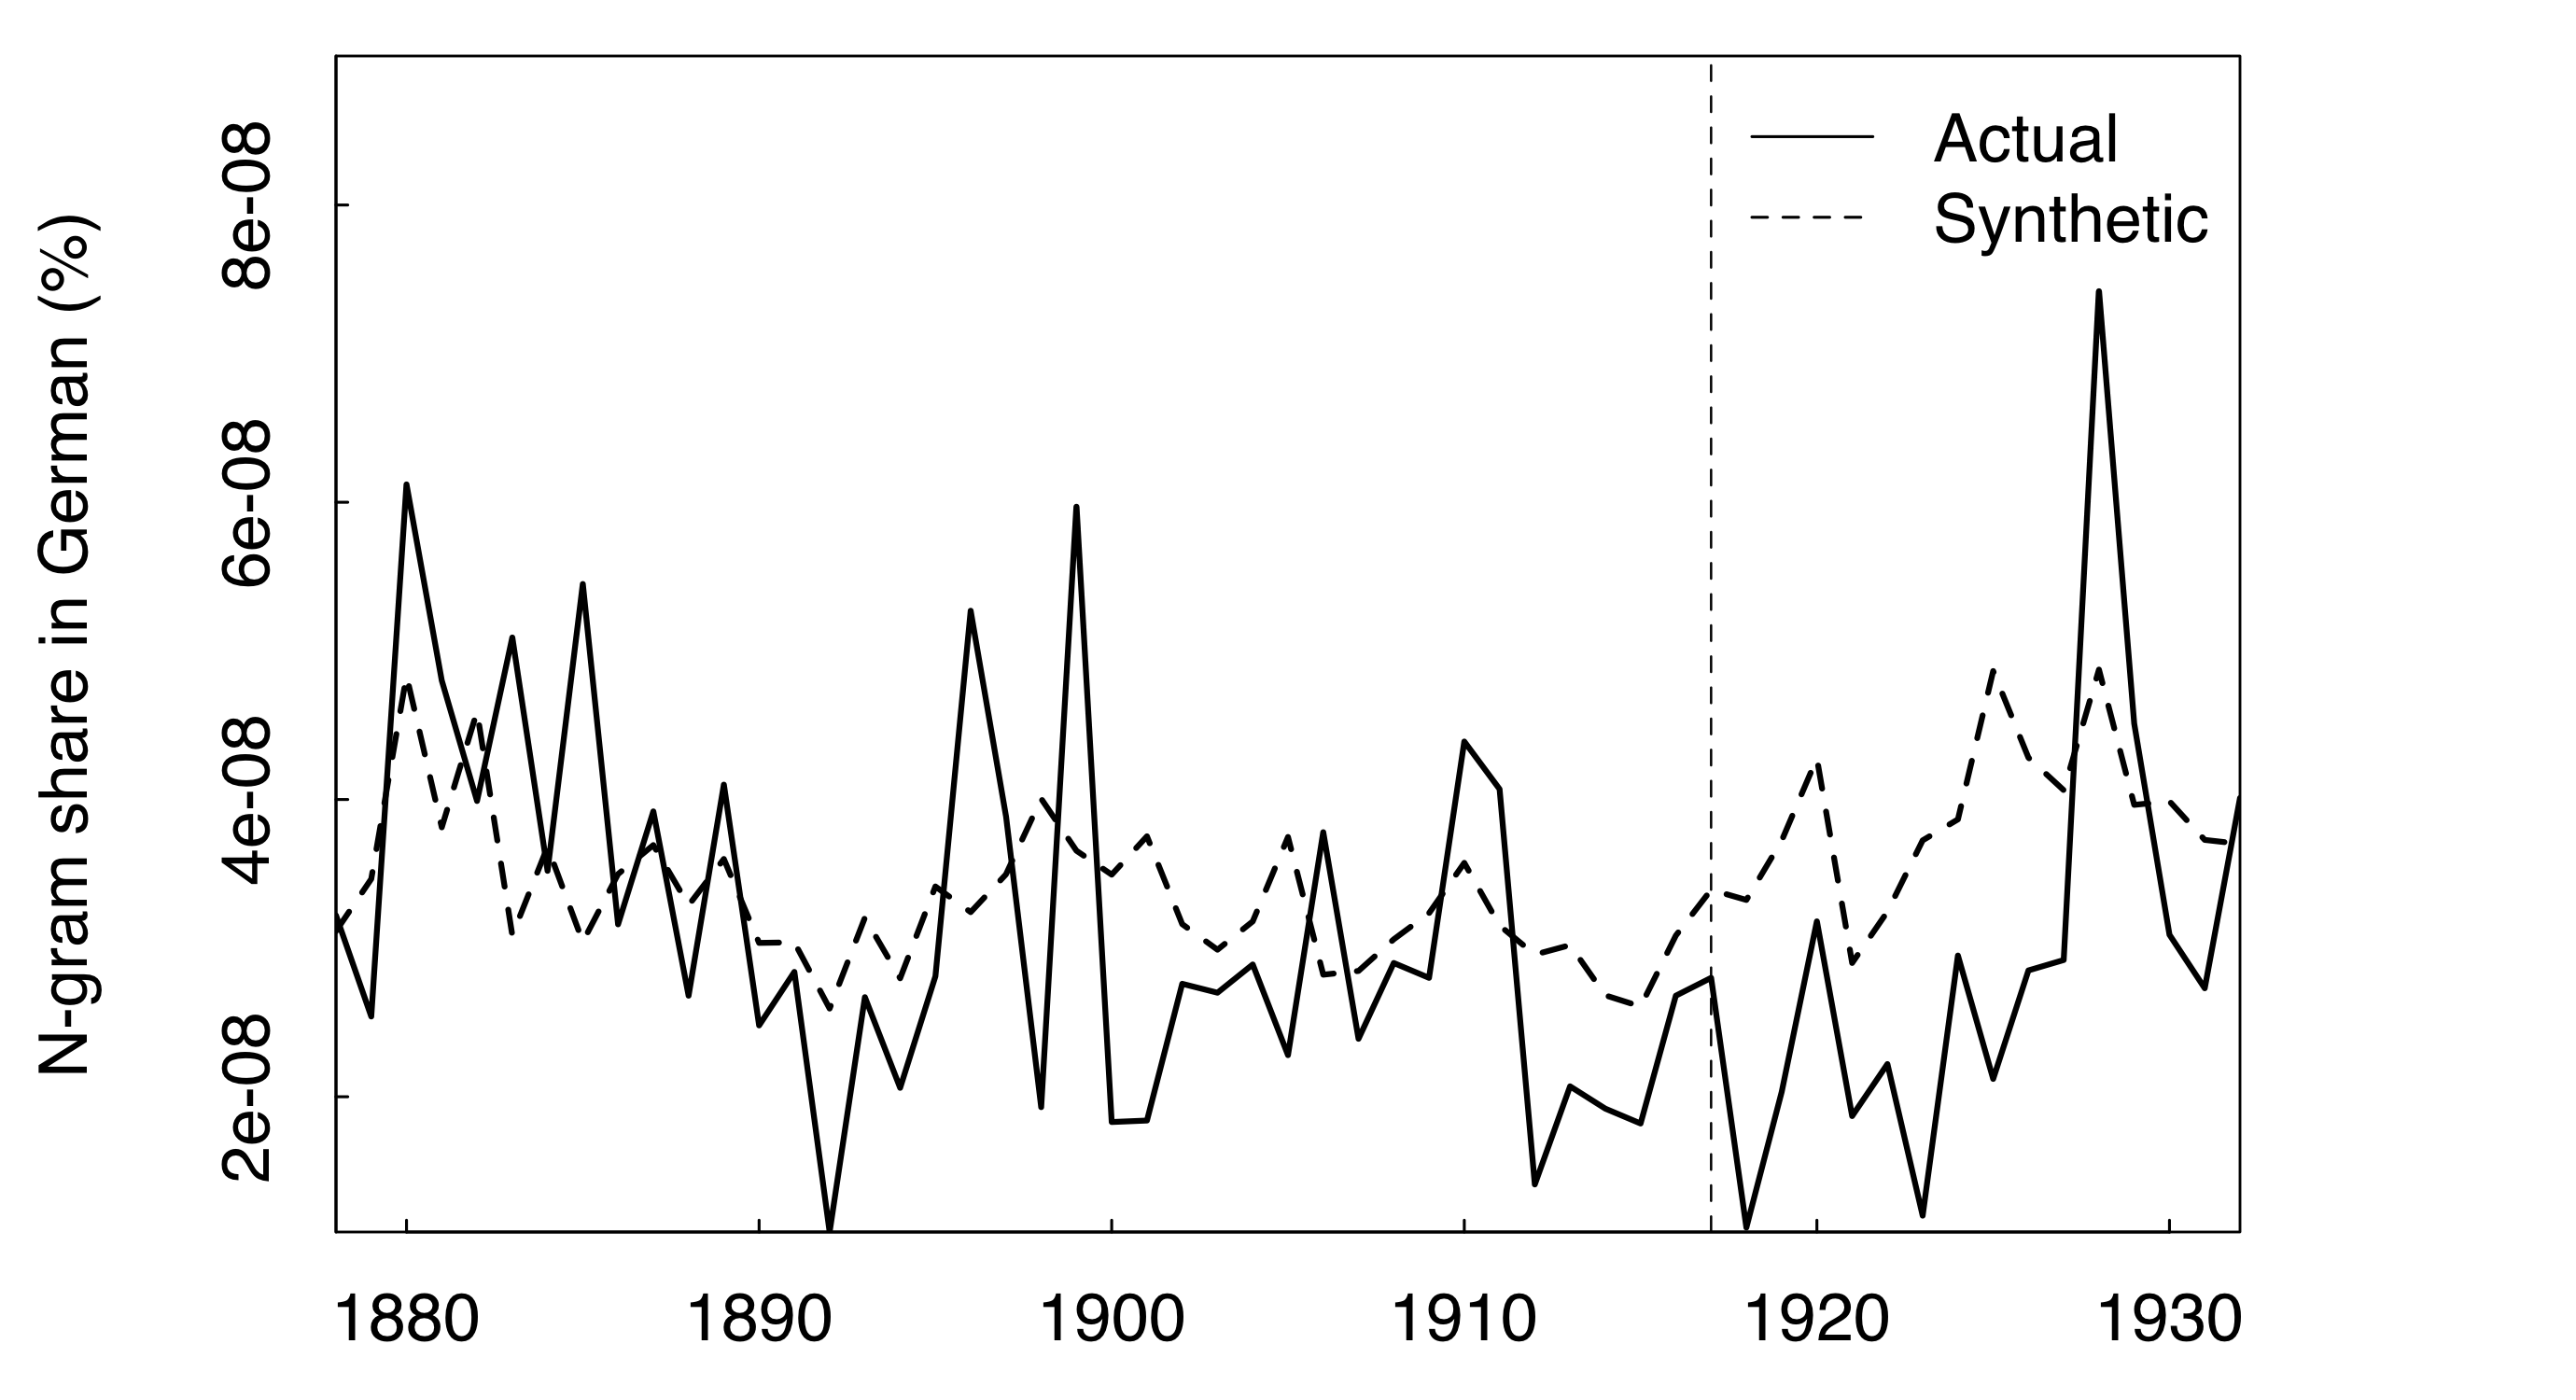 N-gram share in German (%)
8e-08
6e-08
4e-08
2e-08
Actual
Synthetic
1880 1890 1900 1910 1920 1930